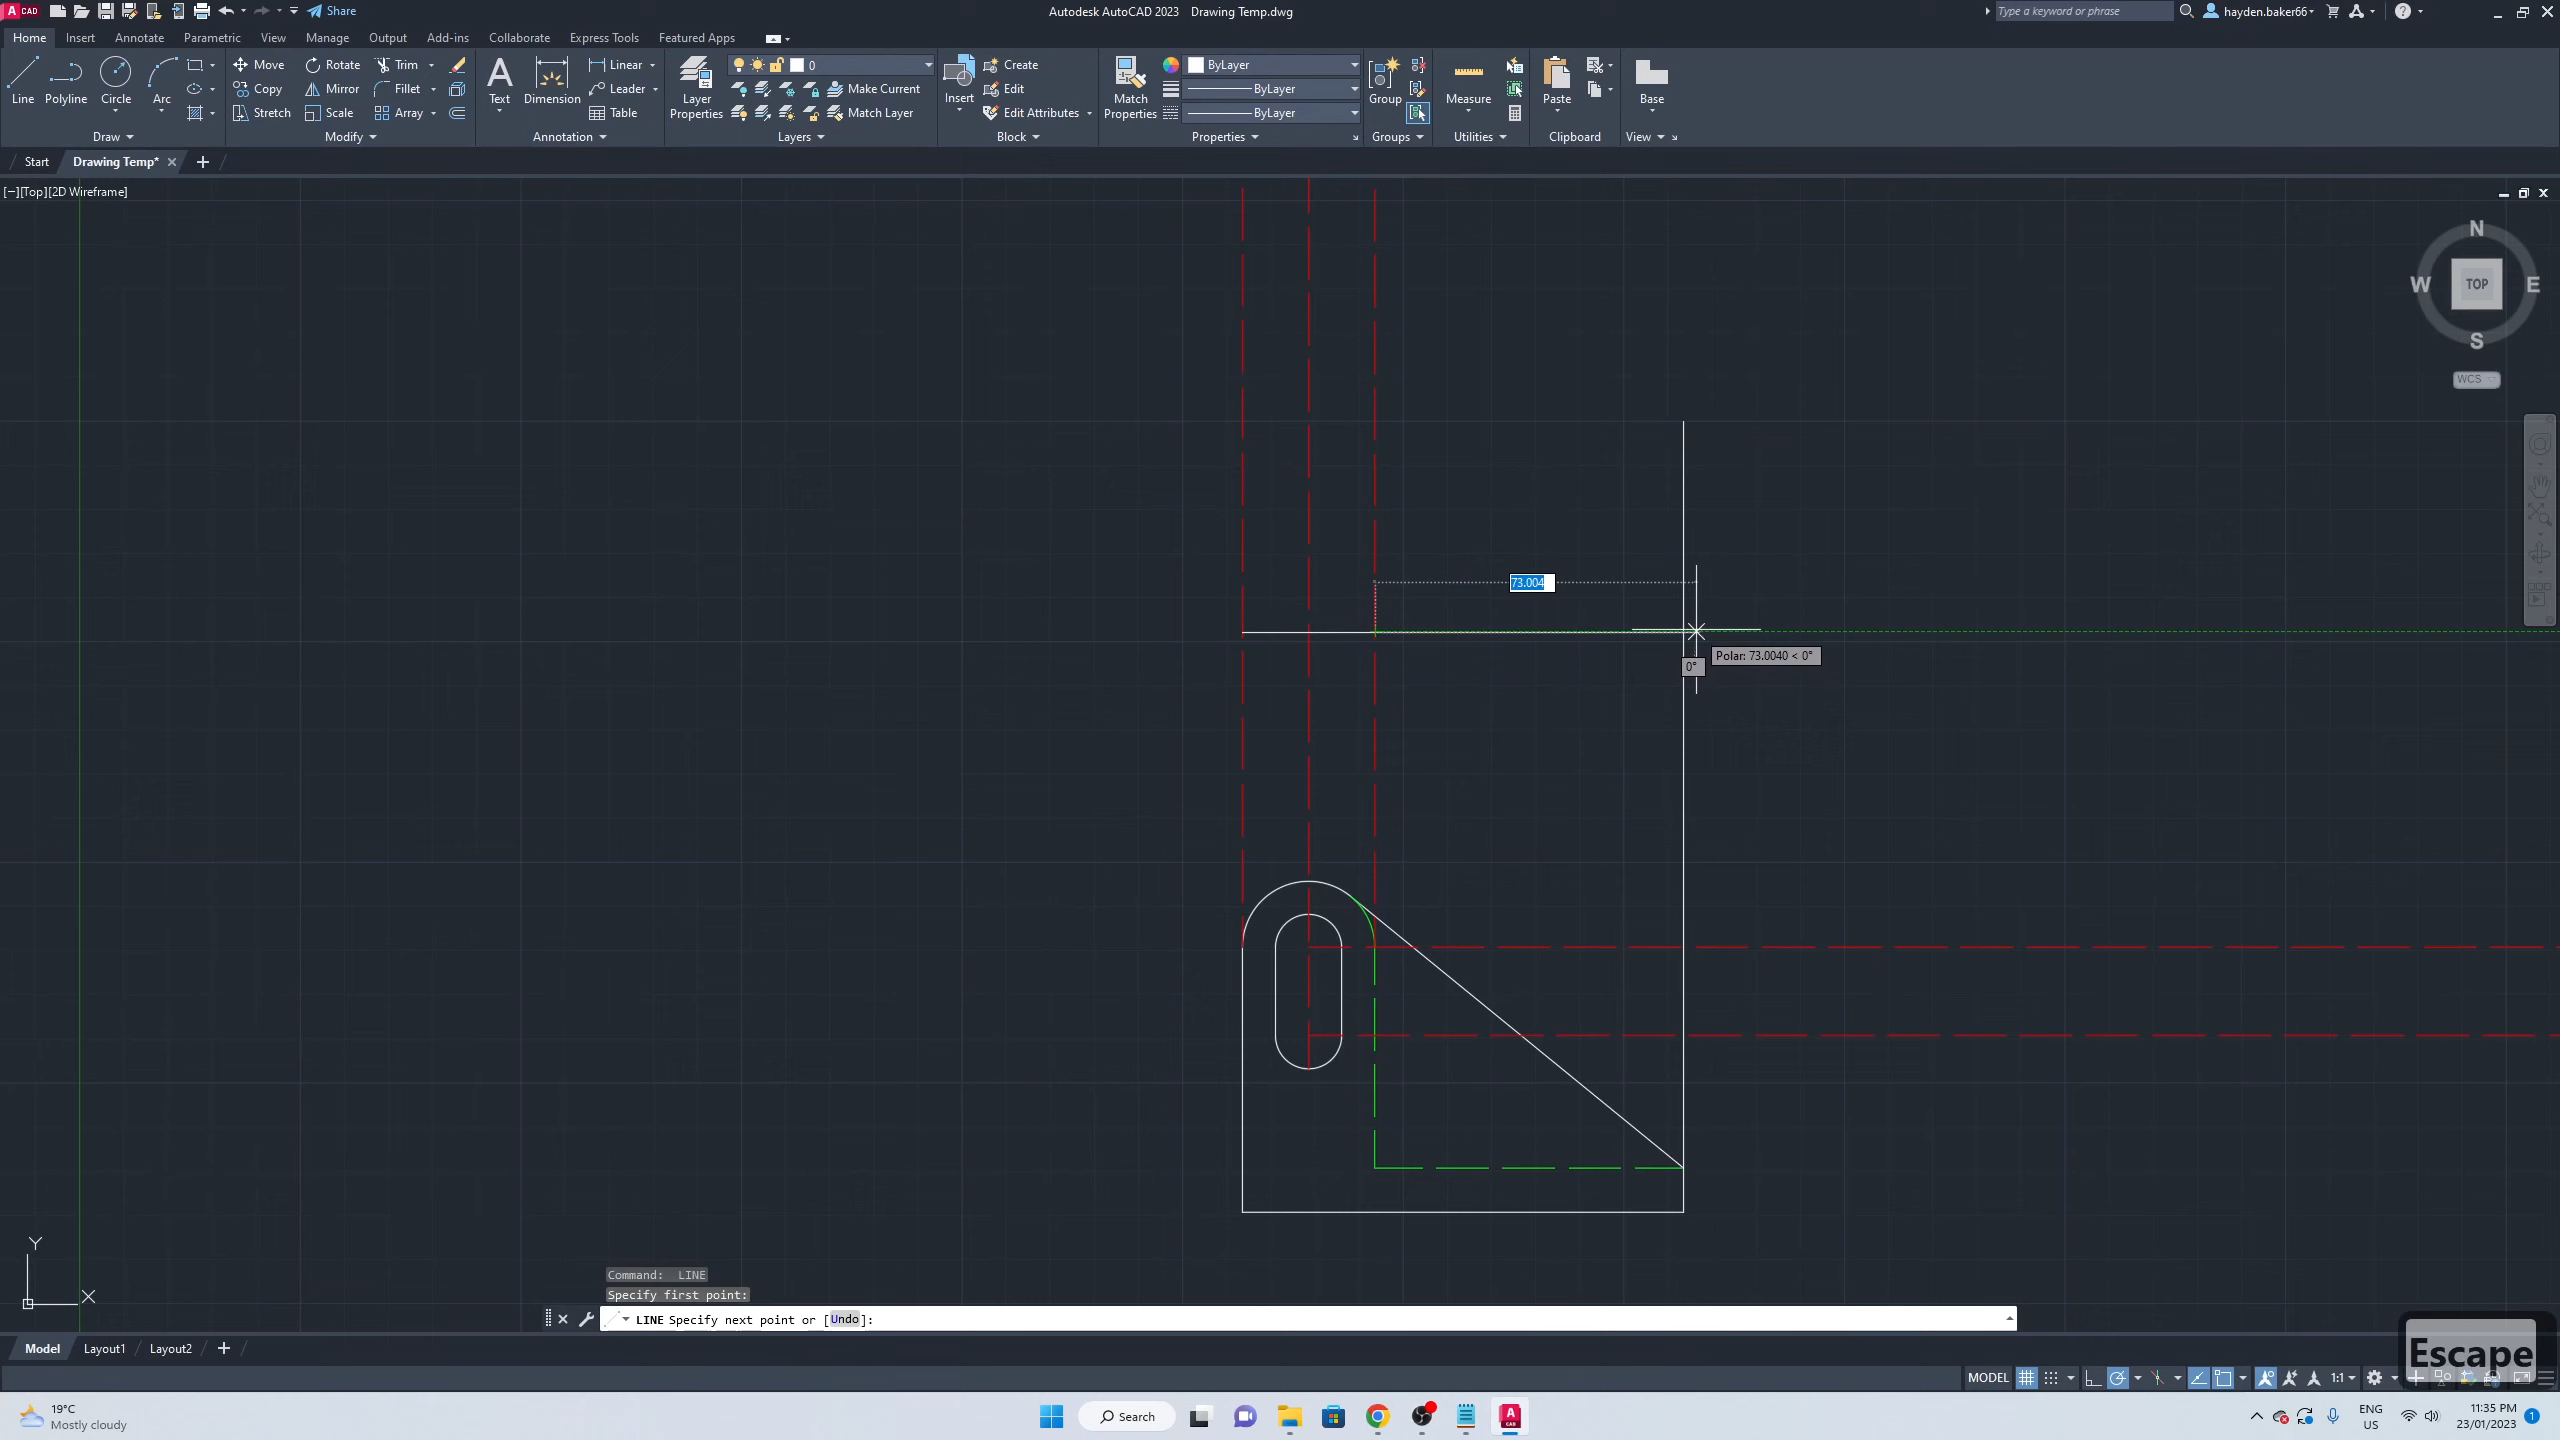 CAD
Share
Autodesk AutoCAD 2023 Drawing Temp.dwg
Type a keyword or phrase
hayden.baker66
Home Insert Annotate Parametric View Manage Output Add-ins Collaborate Express Tools Featured Apps
Line Polyline Circle Arc
Move Rotate Trim
Copy Mirror Fillet
Stretch Scale Array
Text Dimension
Linear
Leader
Table
Layer Properties
0
Make Current
Match Layer
Insert
Create
Edit
Edit Attributes
Match Properties
ByLayer
ByLayer
ByLayer
Group
Measure
Paste
Base
Draw Modify Annotation Layers Block Properties Groups Utilities Clipboard View
Start Drawing Temp*
[−][Top][2D Wireframe]
N
W TOP E
S
WCS
73.004
Polar: 73.0040 < 0°
0°
Y
X
Command: LINE
Specify first point:
LINE Specify next point or [Undo]:
Model Layout1 Layout2
Escape
MODEL 1:1
19°C
Mostly cloudy
Search
CAD
ENG
US
11:35 PM
23/01/2023
1